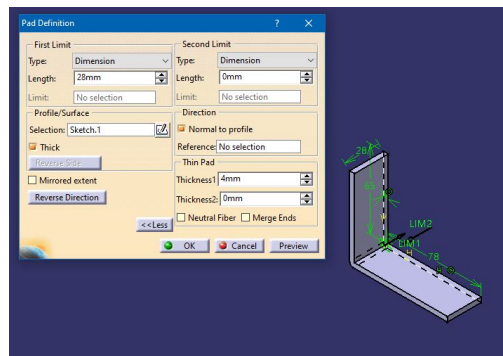 Pad Definition ? ×
First Limit
Type: Dimension
Length: 28mm
Limit: No selection
Profile/Surface
Selection: Sketch.1
Thick
Reverse Side
Mirrored extent
Reverse Direction
<<Less
Second Limit
Type: Dimension
Length: 0mm
Limit: No selection
Direction
Normal to profile
Reference: No selection
Thin Pad
Thickness1 4mm
Thickness2: 0mm
Neutral Fiber Merge Ends
OK Cancel Preview
28
65
LIM2
LIM1
H
78